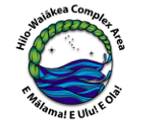 Hilo-Waiākea Complex Area
E Mālama! E Ulu! E Ola!